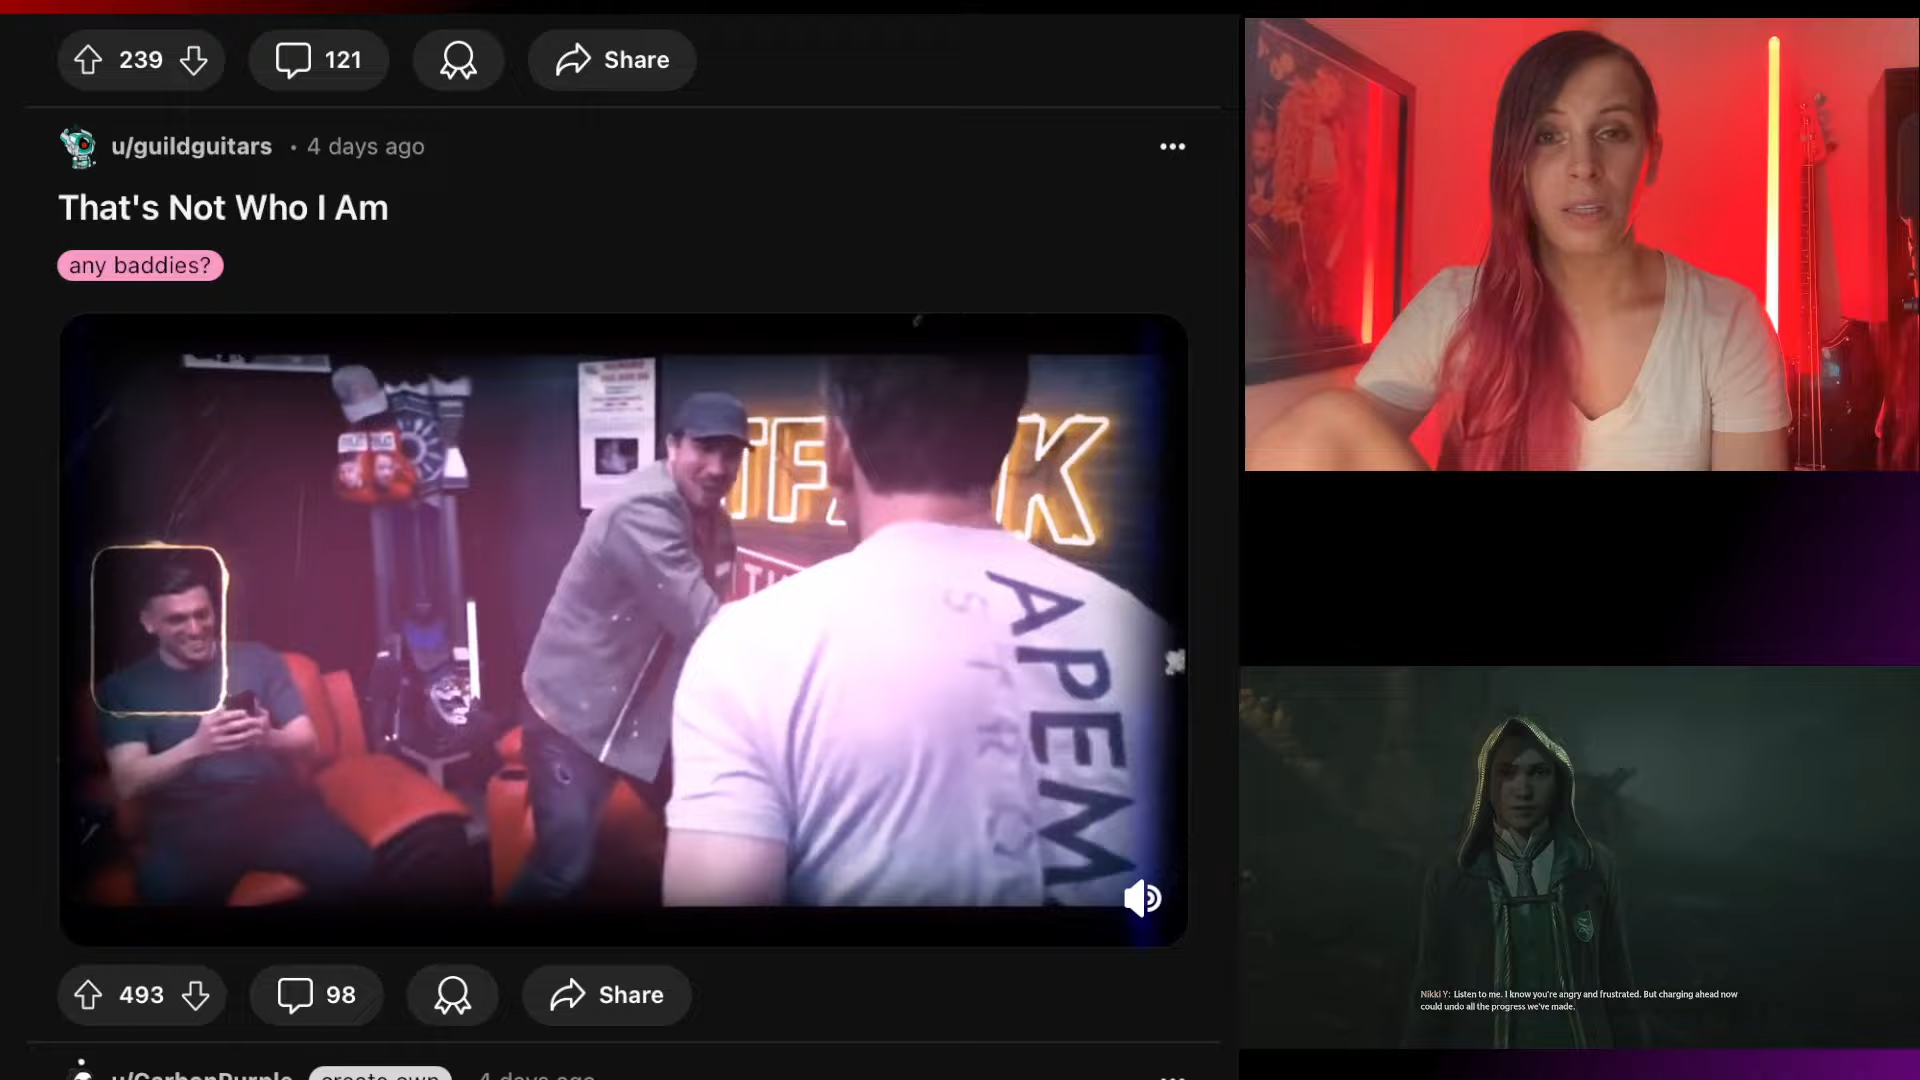 239
121
Share
u/guildguitars • 4 days ago
That's Not Who I Am
any baddies?
K
APEM
493
98
Share
4 days ago
Nikki Y: Listen to me. I know you're angry and frustrated. But charging ahead now
could undo all the progress we've made.